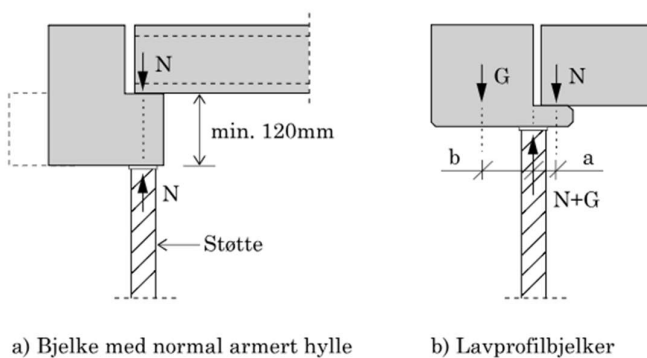 N
min. 120mm
N
Støtte
G
N
b
a
N+G
a) Bjelke med normal armert hylle
b) Lavprofilbjelker